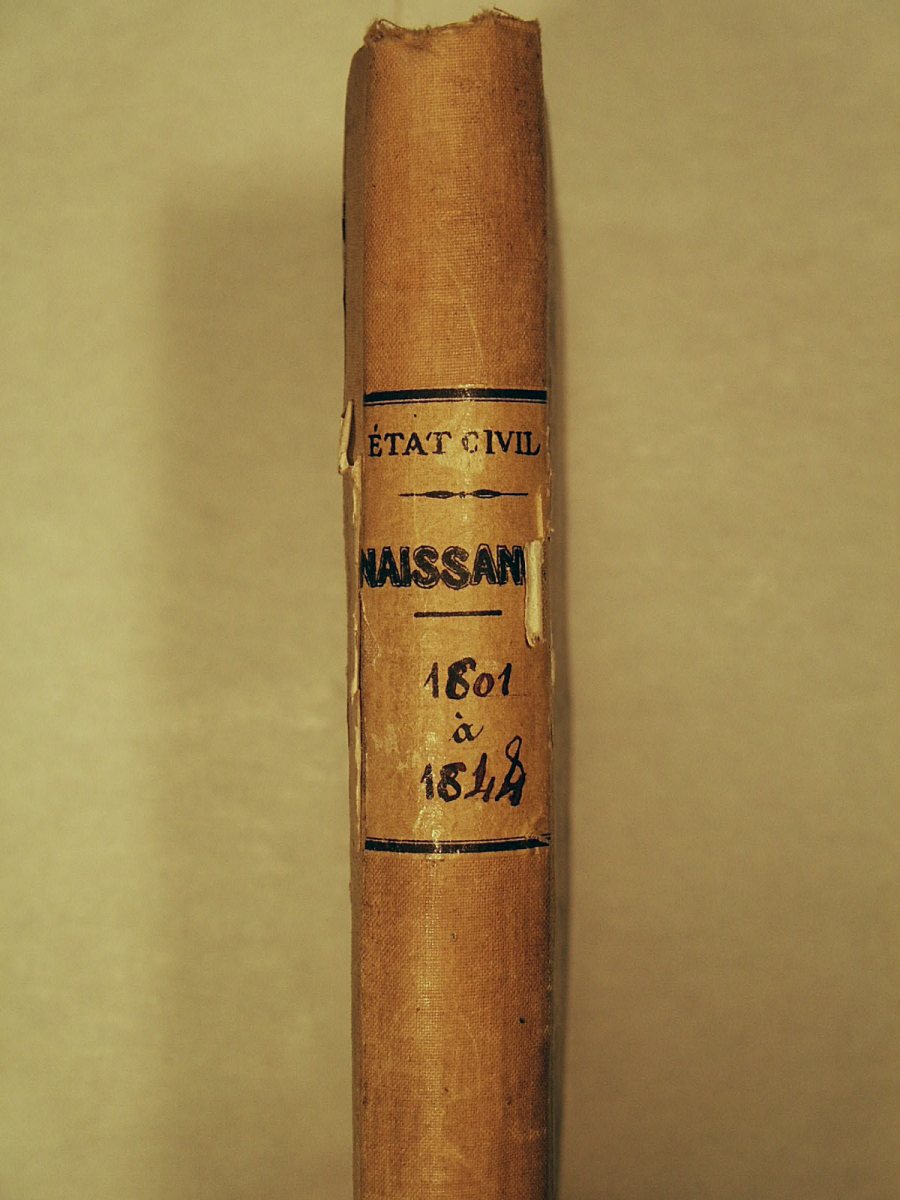 ÉTAT CIVIL
NAISSAN
1801
à
1848